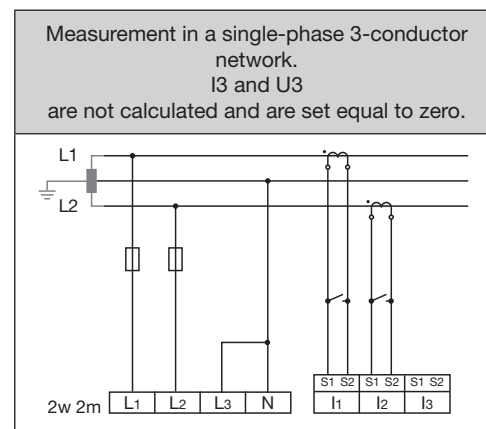 Measurement in a single-phase 3-conductor
network.
I3 and U3
are not calculated and are set equal to zero.
L1
L2
S1 S2 S1 S2 S1 S2
2w 2m L1 L2 L3 N I1 I2 I3